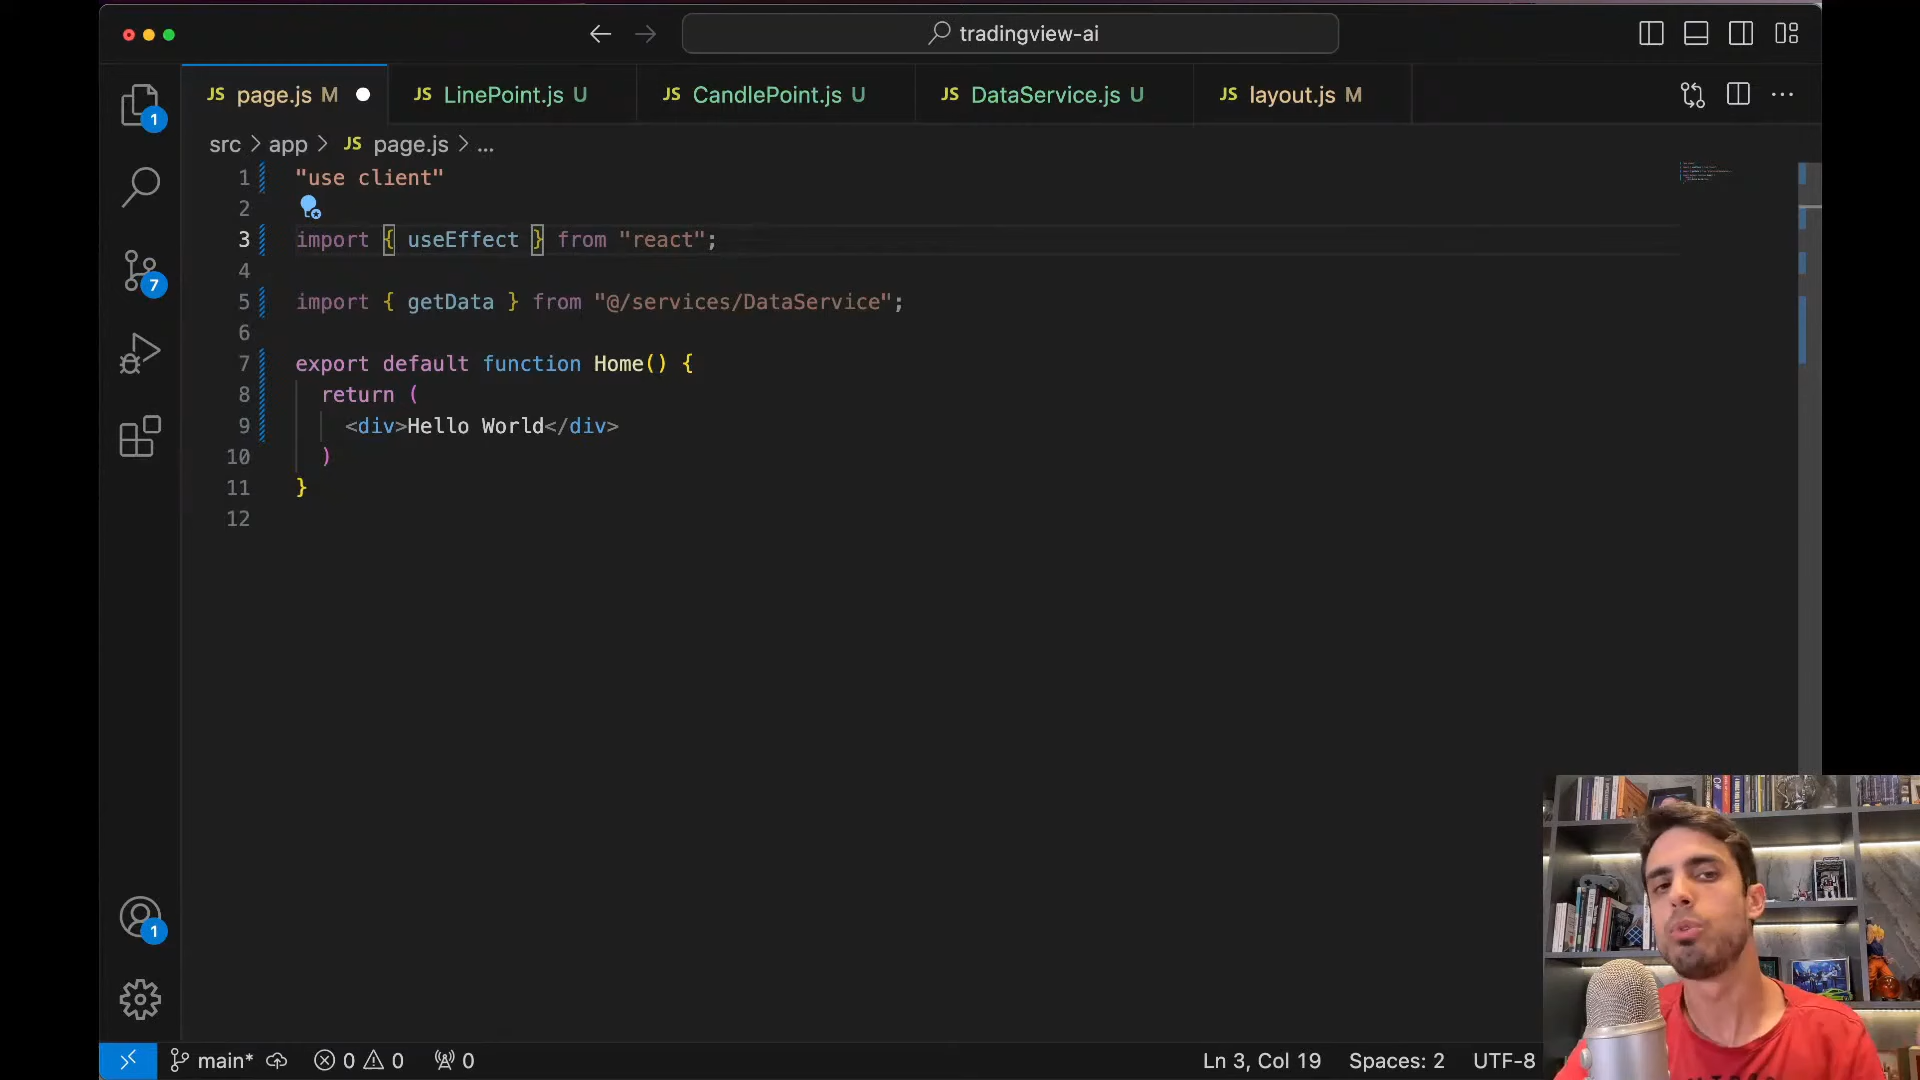 tradingview-ai
JS page.js M
JS LinePoint.js U
JS CandlePoint.js U
JS DataService.js U
JS layout.js M
src > app > JS page.js > ...
1 "use client"
2
3 import { useEffect } from "react";
4
5 import { getData } from "@/services/DataService";
6
7 export default function Home() {
8 return (
9 <div>Hello World</div>
10 )
11 }
12
1
7
1
main* 0 0 0
Ln 3, Col 19 Spaces: 2 UTF-8